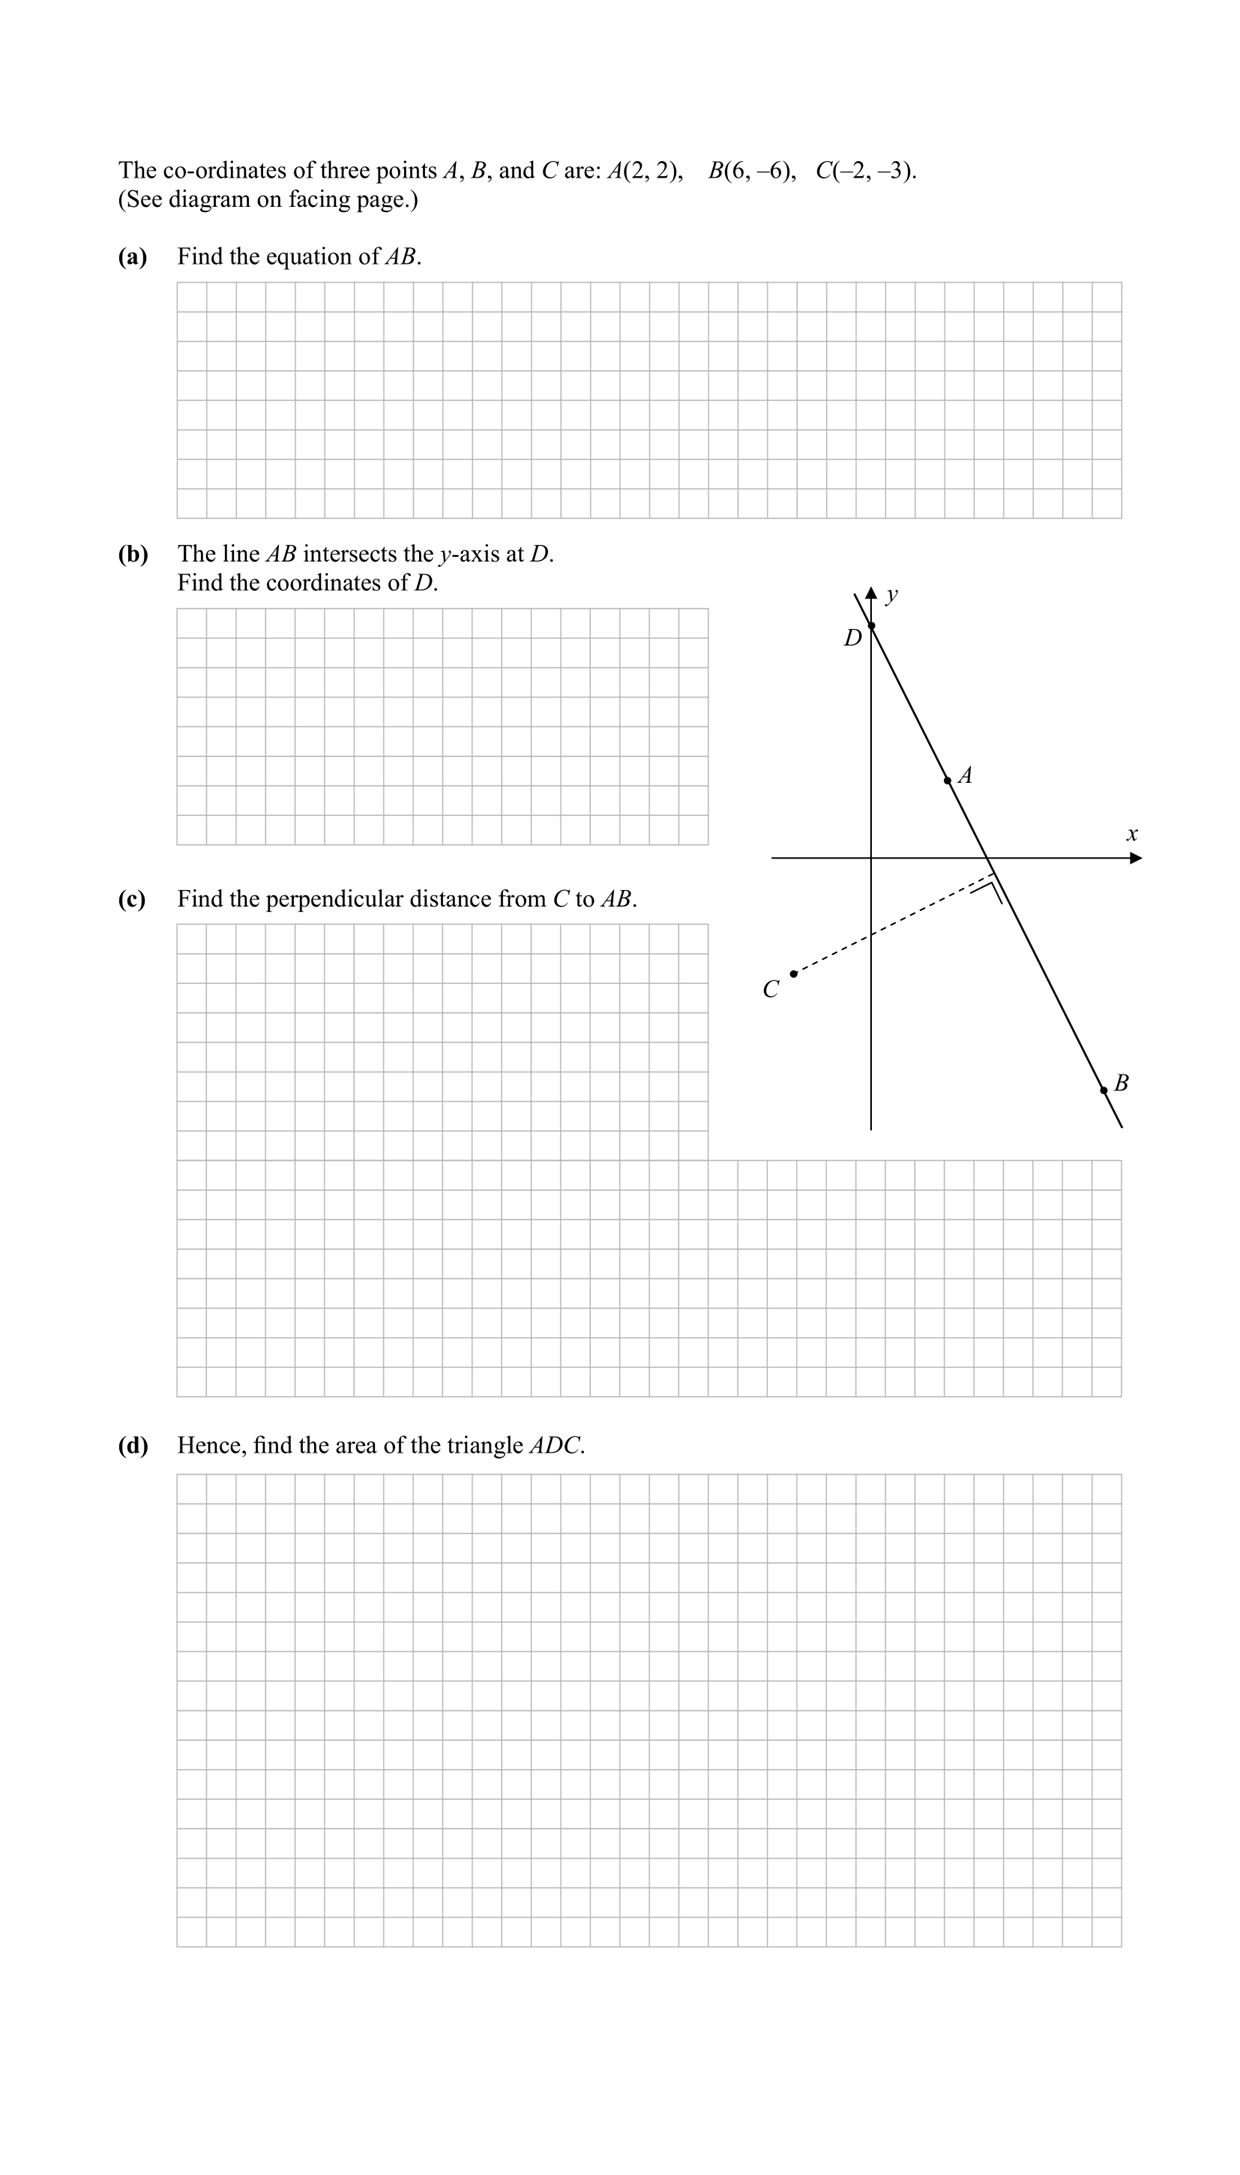 The co-ordinates of three points A, B, and C are: A(2, 2), B(6, –6), C(–2, –3).
(See diagram on facing page.)
(a) Find the equation of AB.
(b) The line AB intersects the y-axis at D.
Find the coordinates of D.
y
D
A
x
(c) Find the perpendicular distance from C to AB.
C
B
(d) Hence, find the area of the triangle ADC.